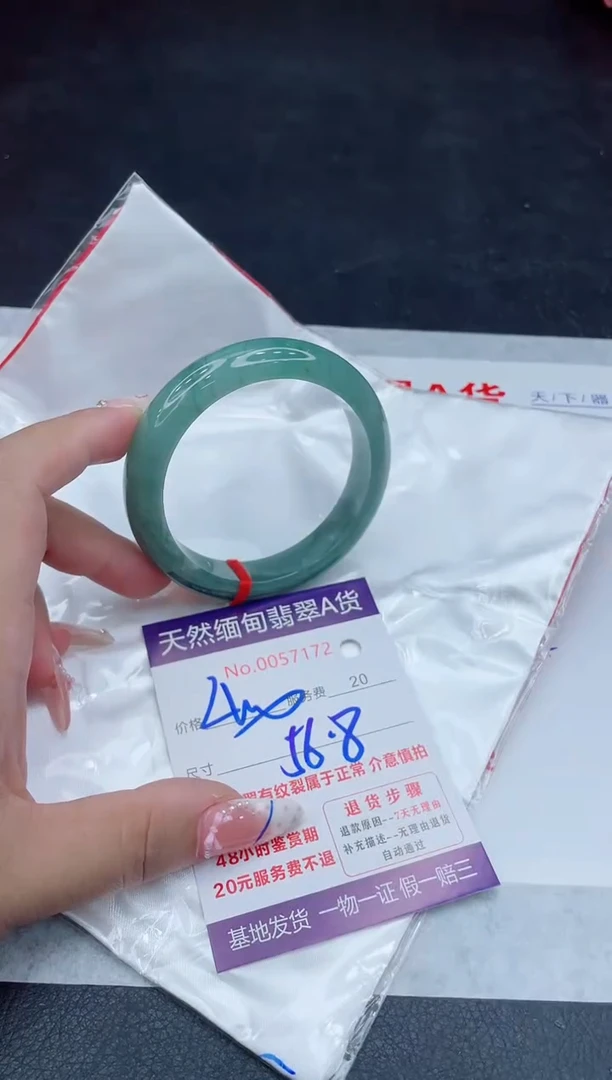 翠A货
天/下/赐
天然缅甸翡翠A货
No.0057172
价格 服务费 20
尺寸 56.8
有纹裂属于正常 介意慎拍
48小时鉴赏期
20元服务费不退
退货步骤
退款原因--7天无理由
补充描述--无理由退货
自动通过
基地发货 一物一证 假一赔三